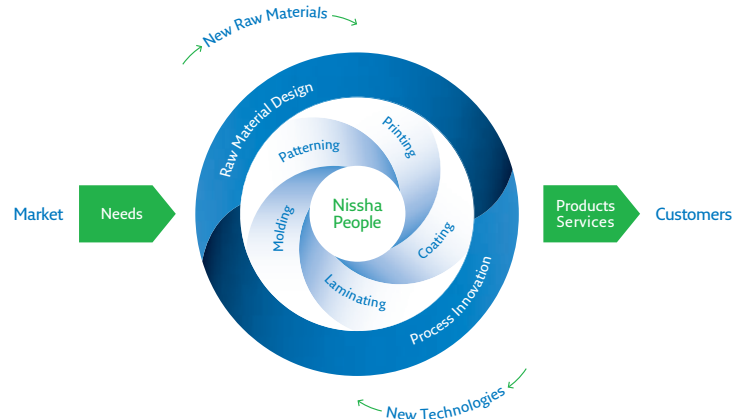 New Raw Materials
Raw Material Design
Printing
Patterning
Market
Needs
Nissha
People
Products
Services
Customers
Molding
Coating
Laminating
Process Innovation
New Technologies